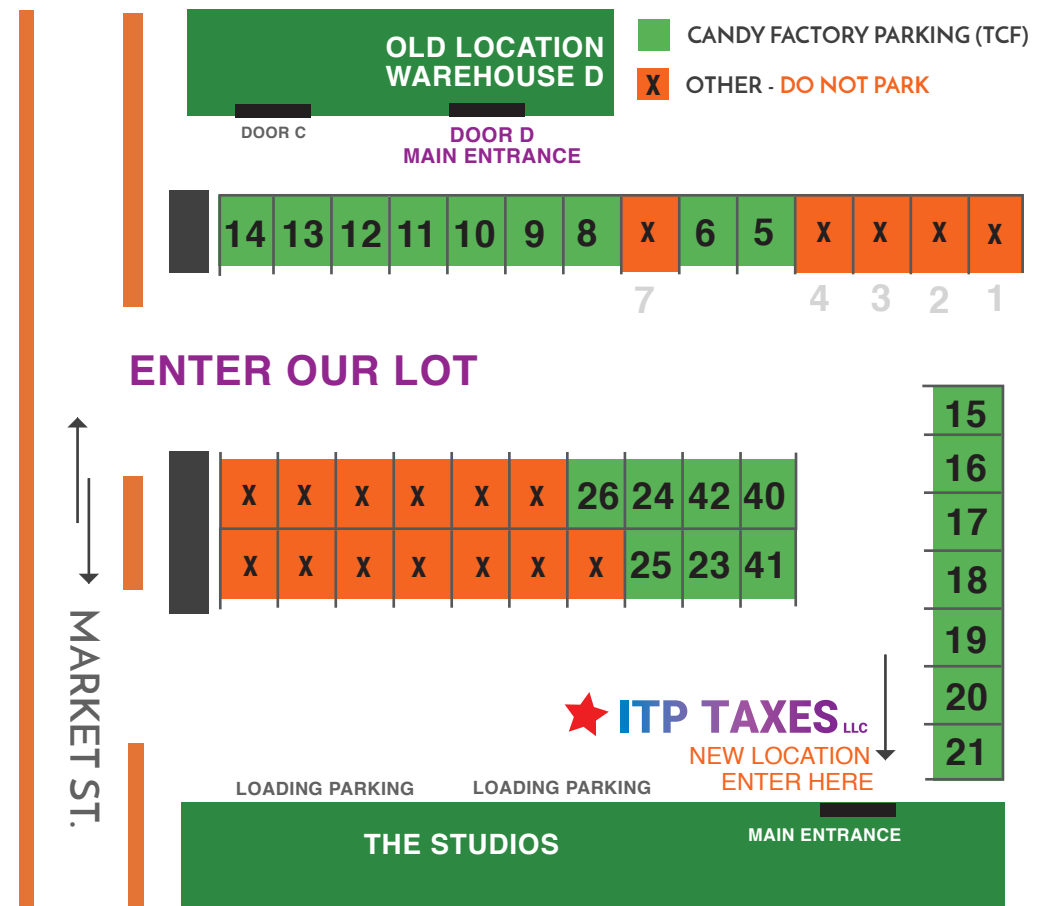 OLD LOCATION
WAREHOUSE D
CANDY FACTORY PARKING (TCF)
X OTHER - DO NOT PARK
DOOR C
DOOR D
MAIN ENTRANCE
14 13 12 11 10 9 8 X 6 5 X X X X
7 4 3 2 1
ENTER OUR LOT
15
16
17
18
19
20
21
X X X X X X 26 24 42 40
X X X X X X X 25 23 41
MARKET ST.
ITP TAXES LLC
NEW LOCATION
ENTER HERE
LOADING PARKING LOADING PARKING
THE STUDIOS
MAIN ENTRANCE